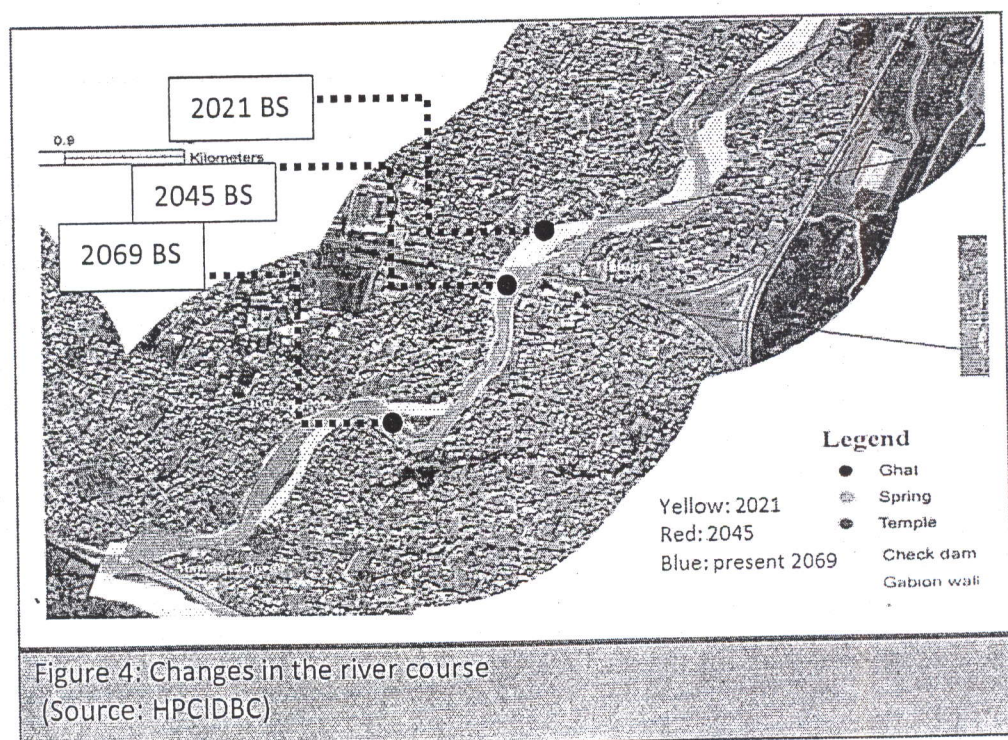 2021 BS
0.9
Kilometers
2045 BS
2069 BS
Legend
Ghat
Spring
Temple
Check dam
Gabion wall
Yellow: 2021
Red: 2045
Blue: present 2069
Figure 4: Changes in the river course
(Source: HPCIDBC)